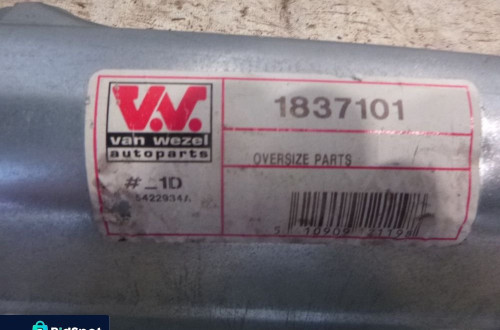 V.W.
van wezel
autoparts
1837101
OVERSIZE PARTS
# _1D
5422934A